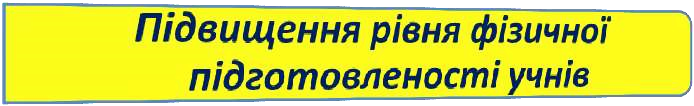 Підвищення рівня фізичної
підготовленості учнів